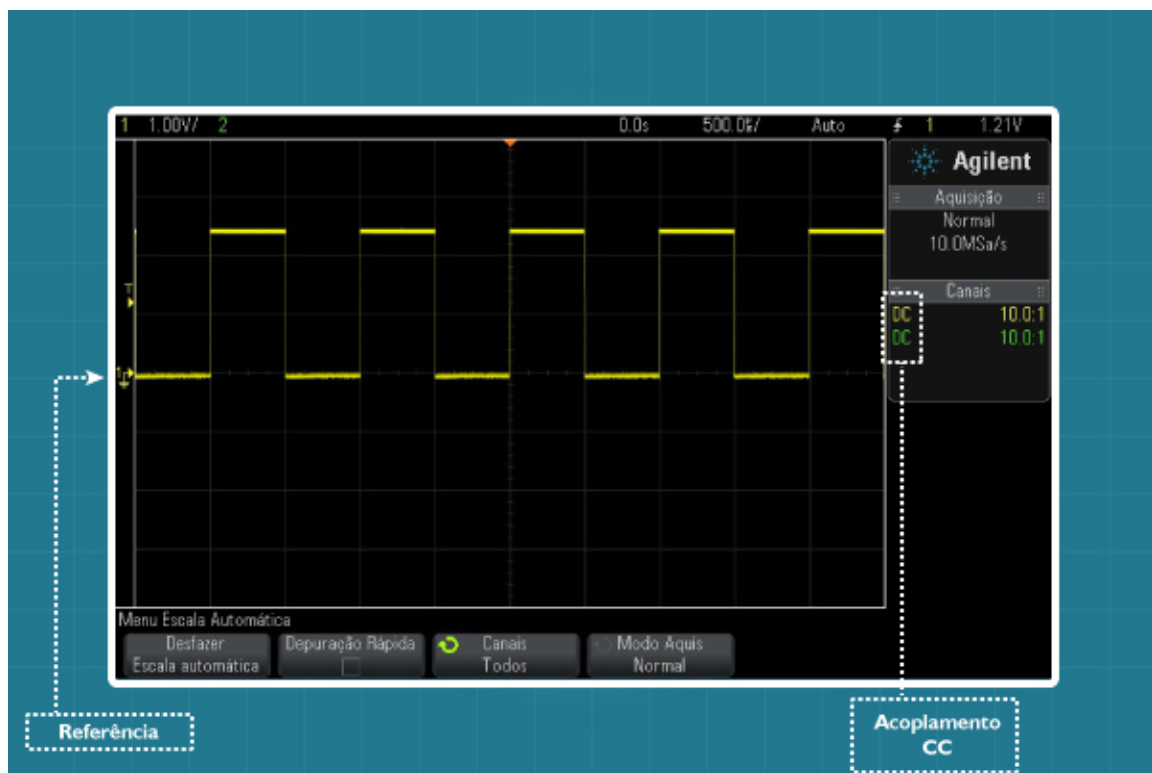 1 1.00V/ 2 0.0s 500.0⅟ Auto ⨍ 1 1.21V
Agilent
Aquisição
Normal
10.0MSa/s
T
Canais
DC 10.0:1
DC 10.0:1
1
Menu Escala Automática
Desfazer
Escala automática
Depuração Rápida
Canais
Todos
Modo Aquis
Normal
Referência
Acoplamento
CC